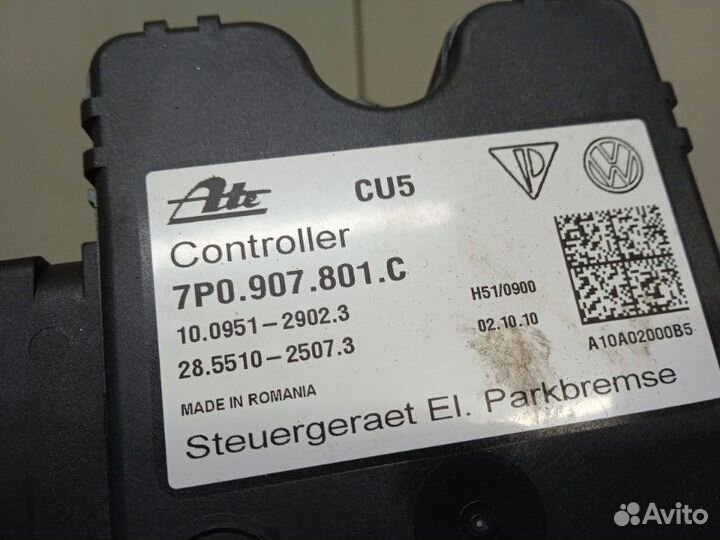 Ate CU5
Controller
7P0.907.801.C
10.0951-2902.3
H51/0900
28.5510-2507.3
02.10.10
A10A02000B5
MADE IN ROMANIA
Steuergeraet El. Parkbremse
Avito